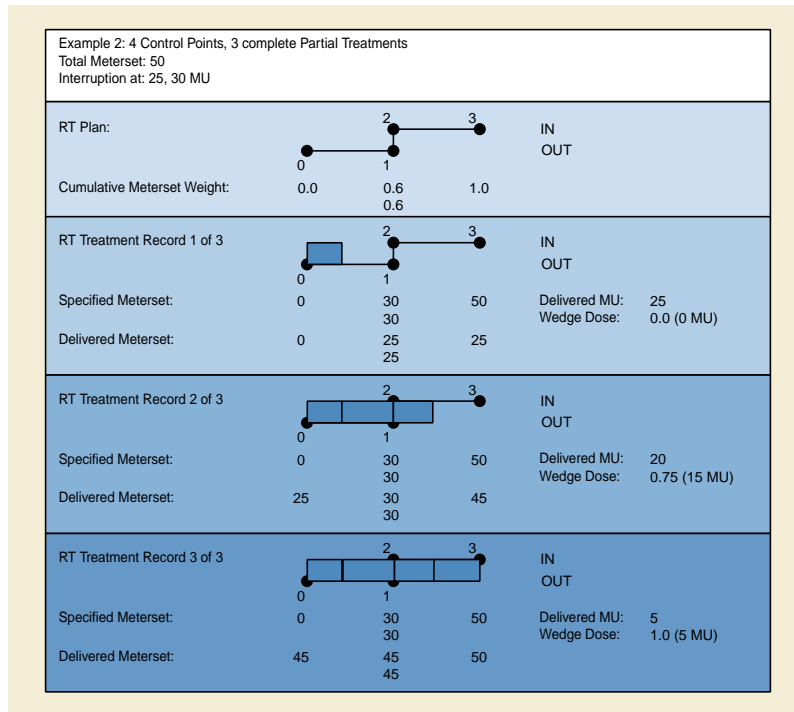 Example 2: 4 Control Points, 3 complete Partial Treatments
Total Meterset: 50
Interruption at: 25, 30 MU
RT Plan:
2 3 IN
0 1 OUT
Cumulative Meterset Weight: 0.0 0.6 1.0
0.6
RT Treatment Record 1 of 3
2 3 IN
0 1 OUT
Specified Meterset: 0 30 50 Delivered MU: 25
30 Wedge Dose: 0.0 (0 MU)
Delivered Meterset: 0 25 25
25
RT Treatment Record 2 of 3
2 3 IN
0 1 OUT
Specified Meterset: 0 30 50 Delivered MU: 20
30 Wedge Dose: 0.75 (15 MU)
Delivered Meterset: 25 30 45
30
RT Treatment Record 3 of 3
2 3 IN
0 1 OUT
Specified Meterset: 0 30 50 Delivered MU: 5
30 Wedge Dose: 1.0 (5 MU)
Delivered Meterset: 45 45 50
45